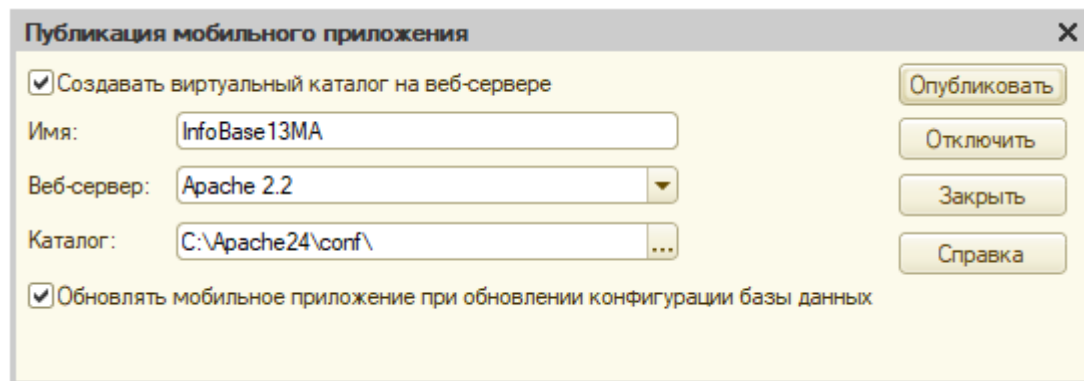 Публикация мобильного приложения
Создавать виртуальный каталог на веб-сервере
Опубликовать
Имя: InfoBase13MA
Отключить
Веб-сервер: Apache 2.2
Закрыть
Каталог: C:\Apache24\conf\ ...
Справка
Обновлять мобильное приложение при обновлении конфигурации базы данных